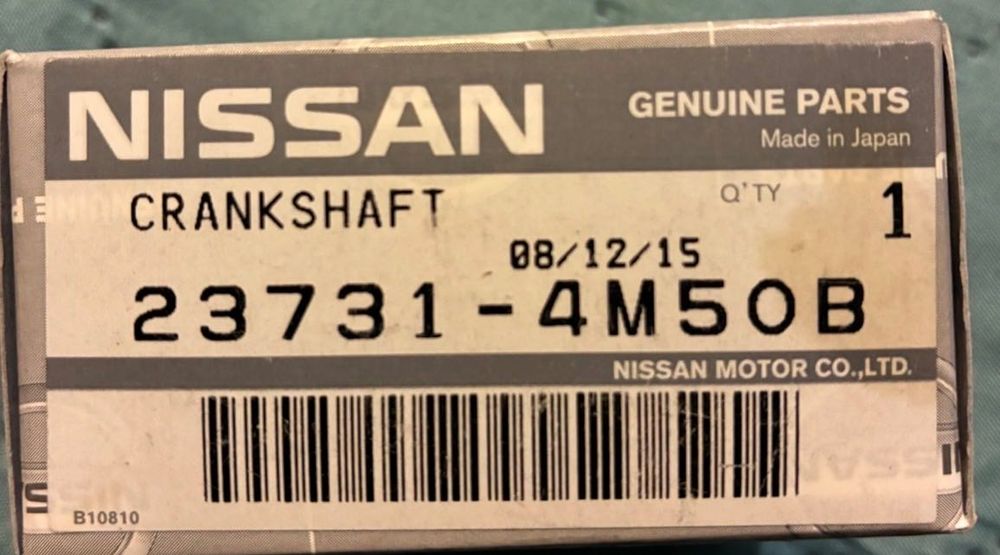 NISSAN
GENUINE PARTS
Made in Japan
CRANKSHAFT
Q'TY 1
08/12/15
23731-4M50B
NISSAN MOTOR CO.,LTD.
B10810